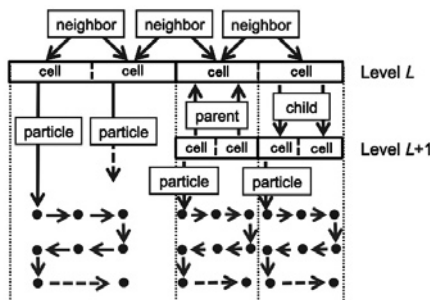 neighbor neighbor neighbor
cell cell cell cell Level L
particle particle parent child
cell cell cell cell Level L+1
particle particle